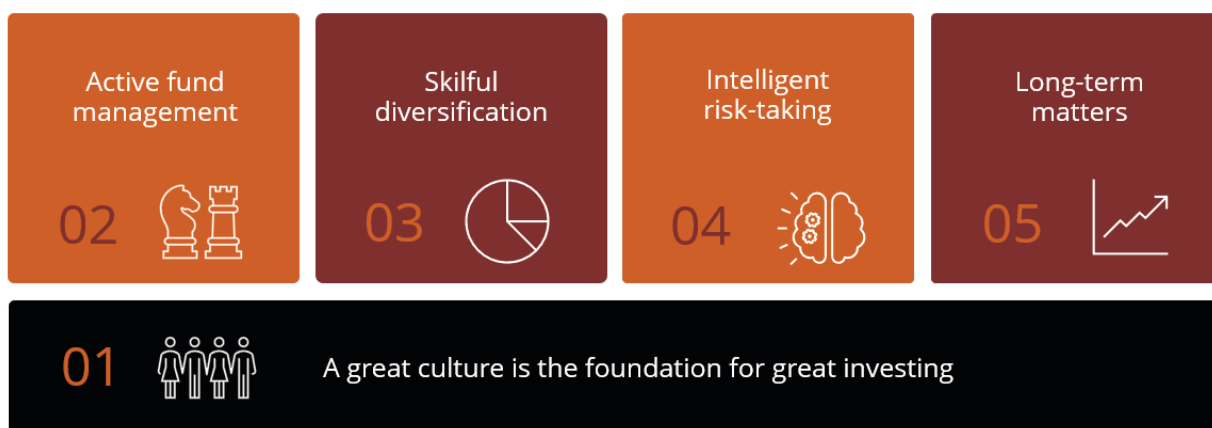 Active fund
management
02
Skilful
diversification
03
Intelligent
risk-taking
04
Long-term
matters
05
01
A great culture is the foundation for great investing